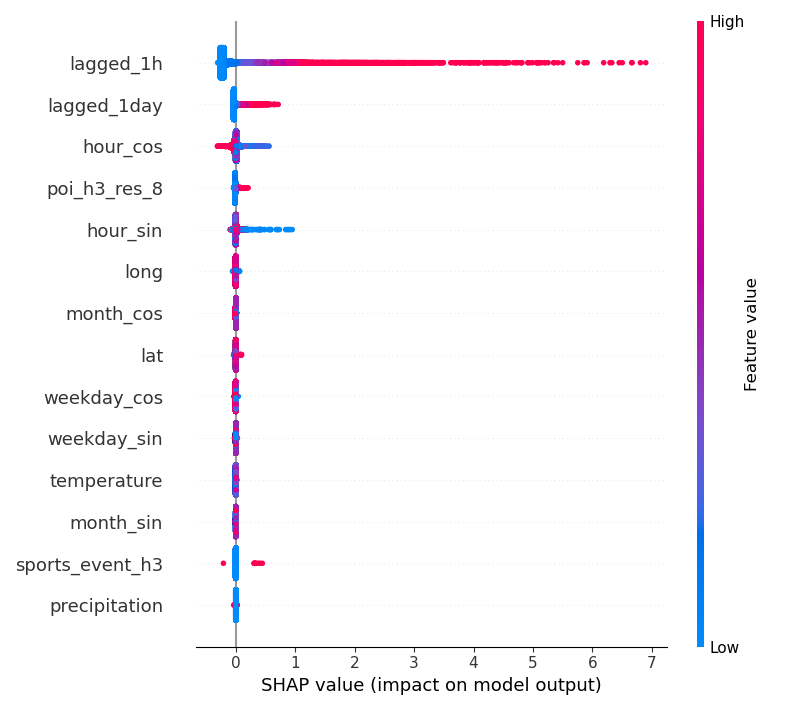 High
lagged_1h
lagged_1day
hour_cos
poi_h3_res_8
hour_sin
long
month_cos
lat
weekday_cos
weekday_sin
temperature
month_sin
sports_event_h3
precipitation
Feature value
Low
0 1 2 3 4 5 6 7
SHAP value (impact on model output)